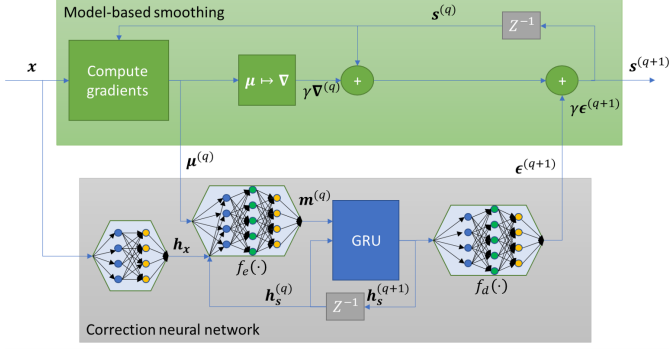 Model-based smoothing
s^(q)
Z^-1
x
Compute
gradients
μ ↦ ∇
γ∇^(q)
+
+
s^(q+1)
γϵ^(q+1)
μ^(q)
ϵ^(q+1)
m^(q)
h_x
f_e(·)
GRU
f_d(·)
h_s^(q)
Z^-1
h_s^(q+1)
Correction neural network